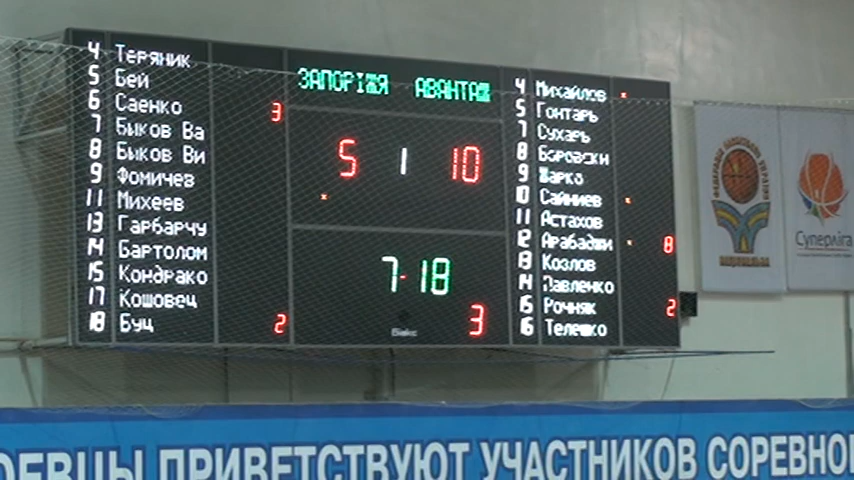 4 Теряник
5 Бей
6 Саенко 3
7 Быков Ва
8 Быков Ви
9 Фомичев
11 Михеев
13 Гарбарчу
14 Бартолом
15 Кондрако
17 Кошовец
18 Буц 2
ЗАПОРІЖЯ АВАНТАЖ
5 1 10
7-18
3
4 Михайлов
5 Гонтарь
7 Сухарь
8 Боровски
9 Жарко
10 Сайниев
11 Астахов
12 Арабаджи 8
13 Козлов
14 Павленко
15 Рочняк 2
16 Телешко
Суперліга
ОЕВЦЫ ПРИВЕТСТВУЮТ УЧАСТНИКОВ СОРЕВНО